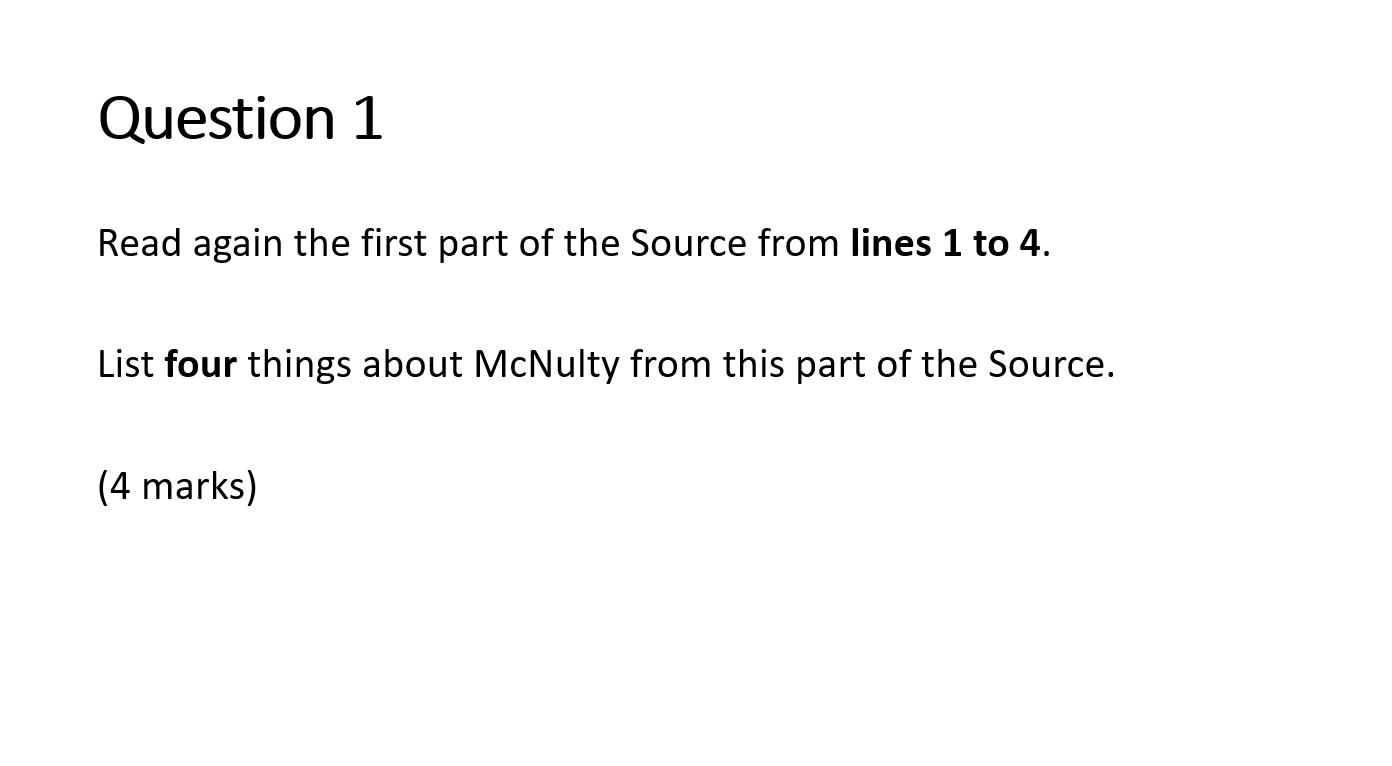 Question 1
Read again the first part of the Source from lines 1 to 4.
List four things about McNulty from this part of the Source.
(4 marks)